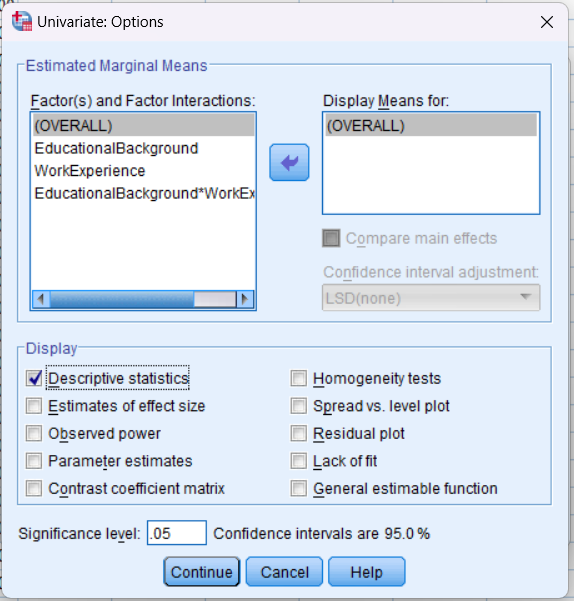 Univariate: Options
Estimated Marginal Means
Factor(s) and Factor Interactions:
(OVERALL)
EducationalBackground
WorkExperience
EducationalBackground*WorkEx
Display Means for:
(OVERALL)
Compare main effects
Confidence interval adjustment:
LSD(none)
Display
Descriptive statistics
Homogeneity tests
Estimates of effect size
Spread vs. level plot
Observed power
Residual plot
Parameter estimates
Lack of fit
Contrast coefficient matrix
General estimable function
Significance level: .05 Confidence intervals are 95.0 %
Continue Cancel Help